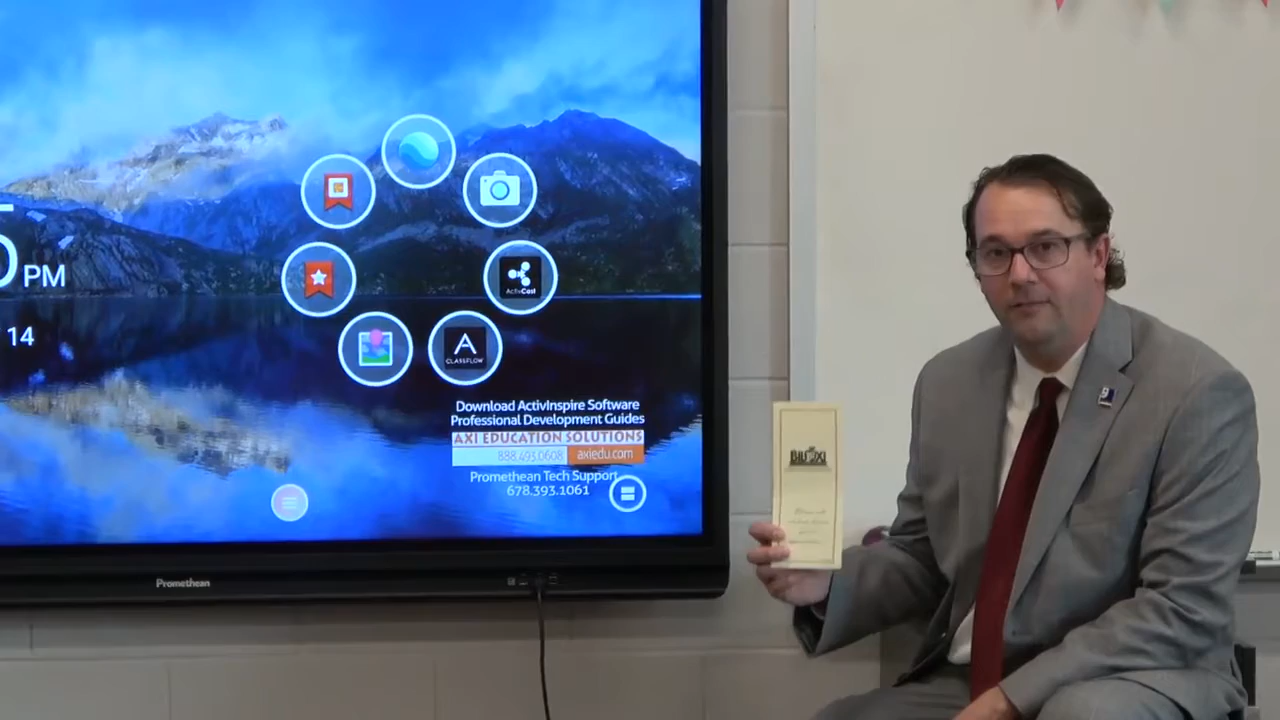 PM
14
ActivCast
CLASSFLOW
Download ActivInspire Software
Professional Development Guides
AXI EDUCATION SOLUTIONS
888.493.0608 axiedu.com
Promethean Tech Support
678.393.1061
Promethean
BILOXI